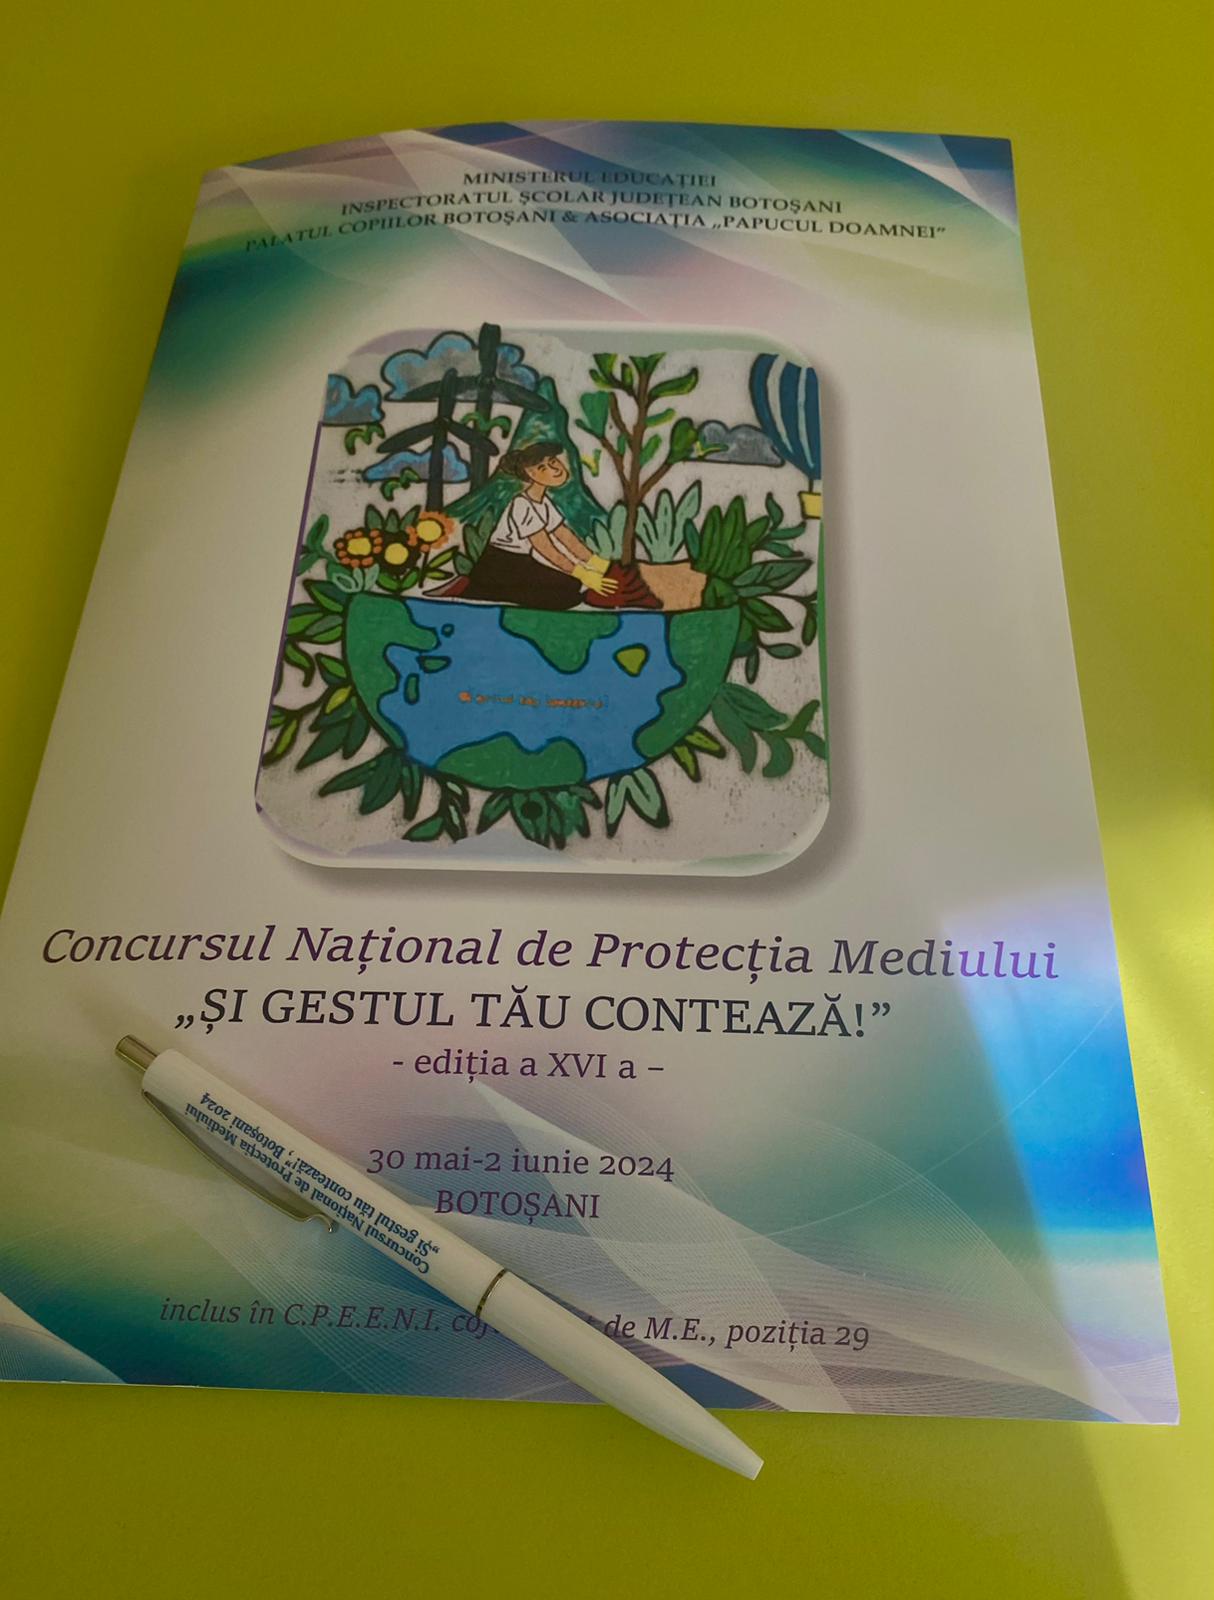 MINISTERUL EDUCAȚIEI
INSPECTORATUL ȘCOLAR JUDEȚEAN BOTOȘANI
PALATUL COPIILOR BOTOȘANI & ASOCIAȚIA „PAPUCUL DOAMNEI”
Concursul Național de Protecția Mediului
„ȘI GESTUL TĂU CONTEAZĂ!”
- ediția a XVI a –
30 mai-2 iunie 2024
BOTOȘANI
inclus în C.P.E.E.N.I. de M.E., poziția 29
Concursul Național de Protecția Mediului
„Și gestul tău contează!”, Botoșani 2024